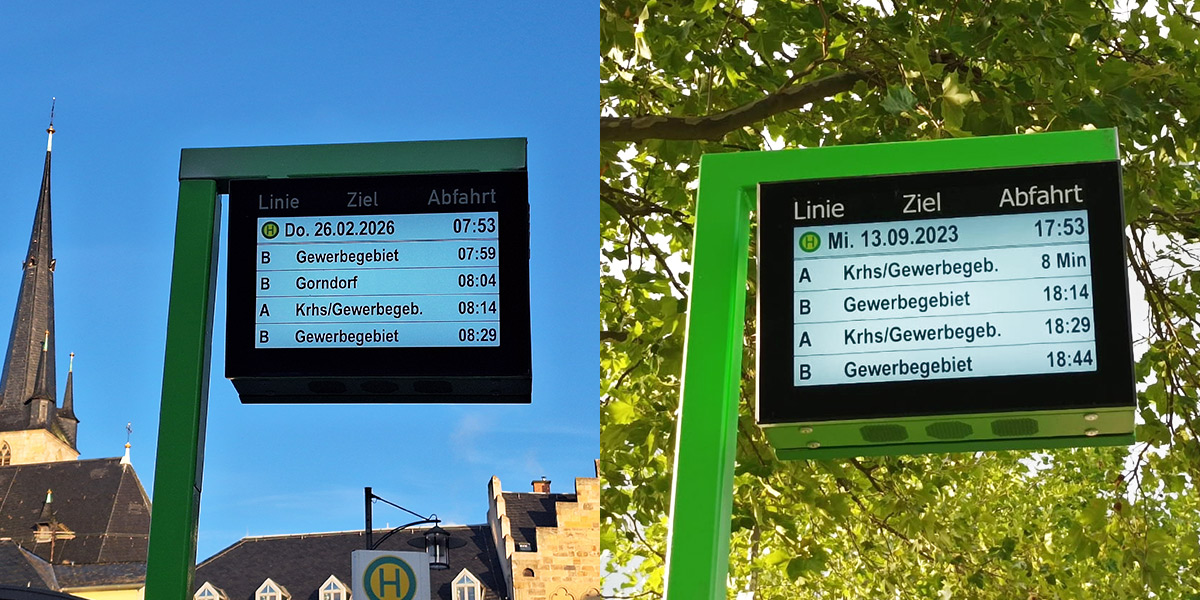 Linie Ziel Abfahrt
H Do. 26.02.2026 07:53
B Gewerbegebiet 07:59
B Gorndorf 08:04
A Krhs/Gewerbegeb. 08:14
B Gewerbegebiet 08:29
H
Linie Ziel Abfahrt
H Mi. 13.09.2023 17:53
A Krhs/Gewerbegeb. 8 Min
B Gewerbegebiet 18:14
A Krhs/Gewerbegeb. 18:29
B Gewerbegebiet 18:44